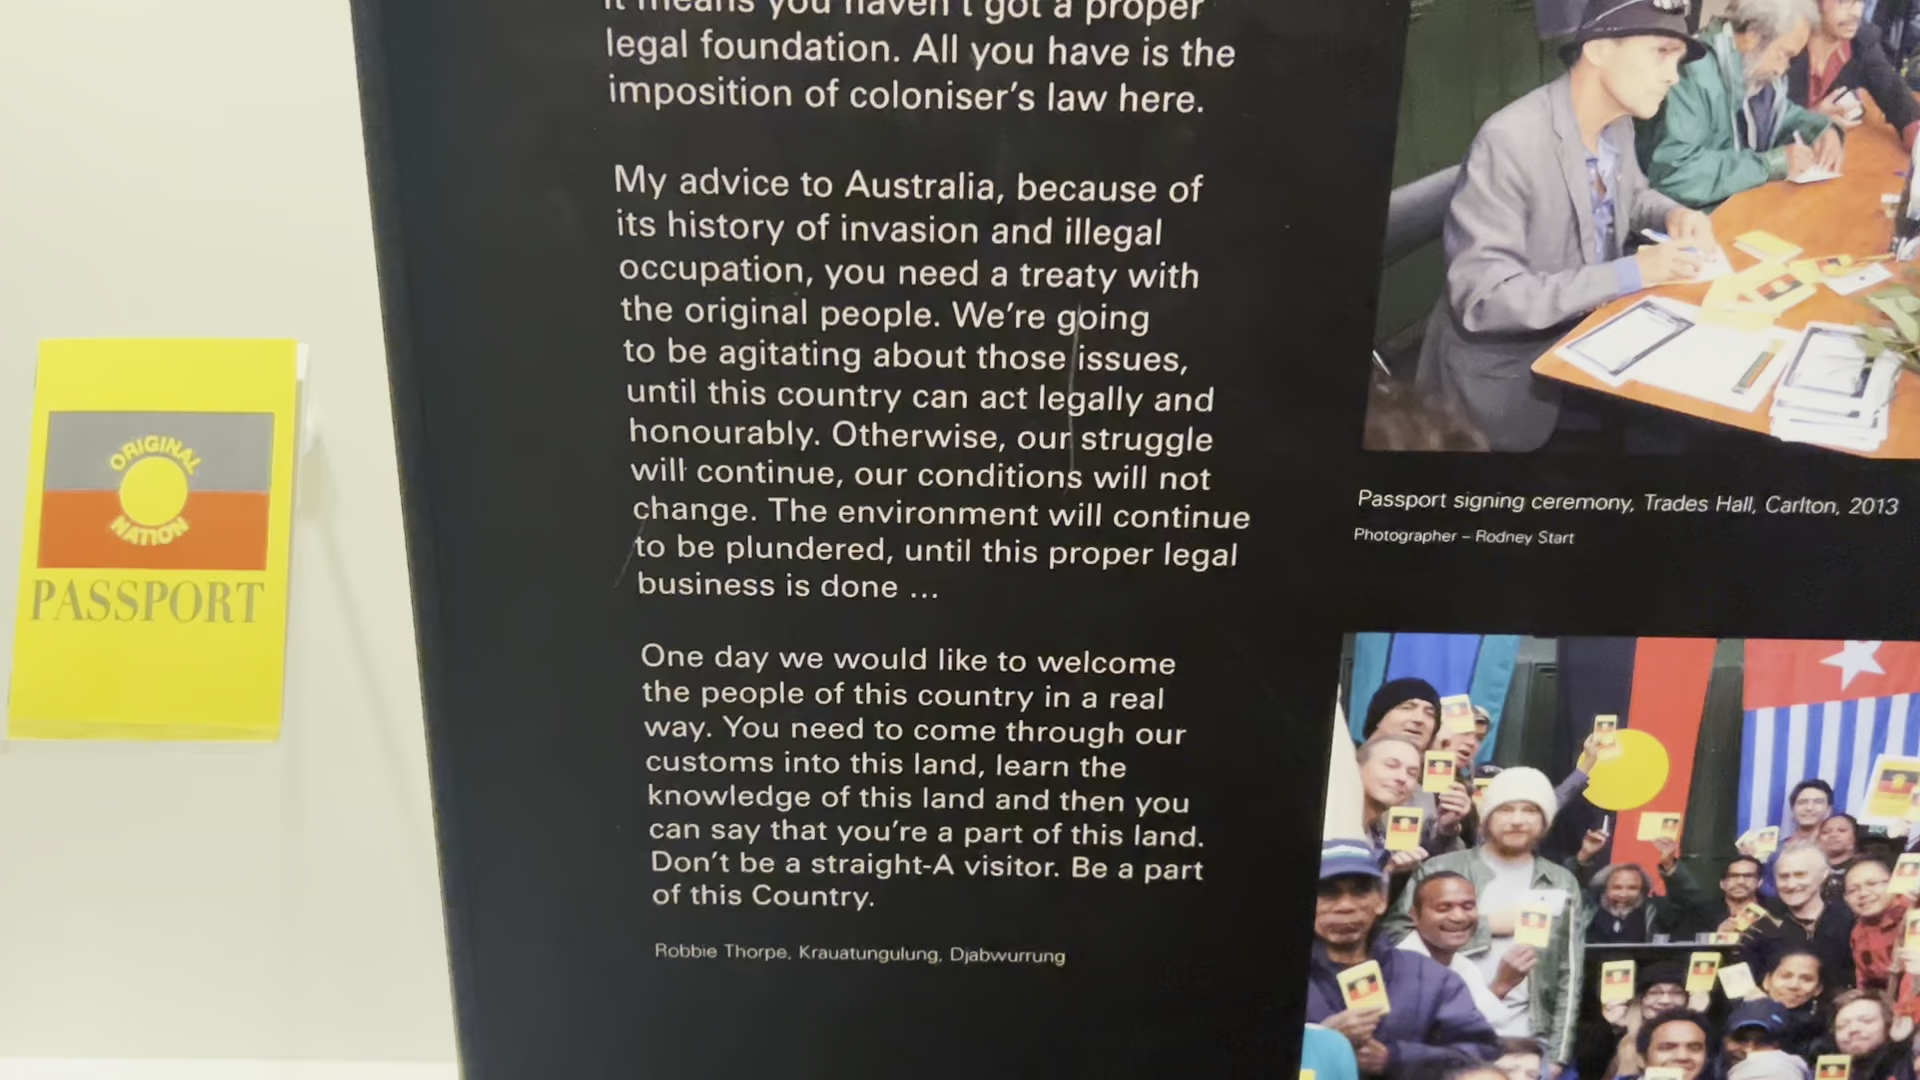 ORIGINAL
NATION
PASSPORT
It means you haven't got a proper
legal foundation. All you have is the
imposition of coloniser's law here.
My advice to Australia, because of
its history of invasion and illegal
occupation, you need a treaty with
the original people. We're going
to be agitating about those issues,
until this country can act legally and
honourably. Otherwise, our struggle
will continue, our conditions will not
change. The environment will continue
to be plundered, until this proper legal
business is done ...
One day we would like to welcome
the people of this country in a real
way. You need to come through our
customs into this land, learn the
knowledge of this land and then you
can say that you're a part of this land.
Don't be a straight-A visitor. Be a part
of this Country.
Robbie Thorpe, Krauatungulung, Djabwurrung
Passport signing ceremony, Trades Hall, Carlton, 2013
Photographer – Rodney Start